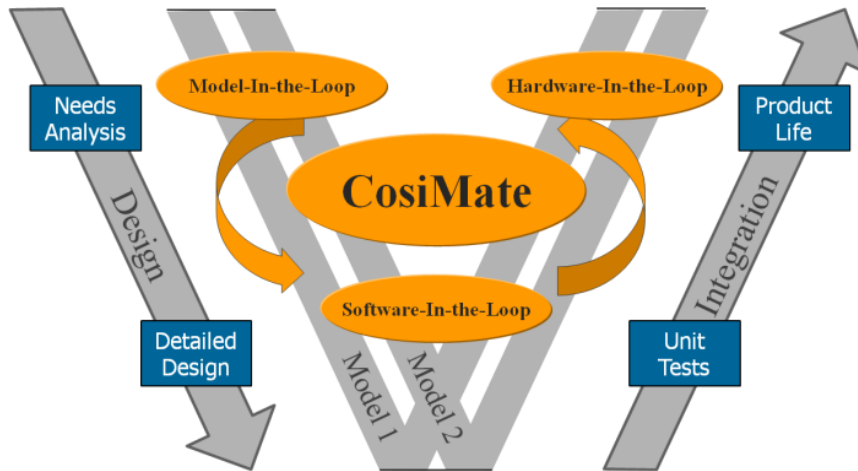 Model-In-the-Loop
Hardware-In-the-Loop
Needs
Analysis
Product
Life
CosiMate
Design
Integration
Software-In-the-Loop
Detailed
Design
Model 1
Model 2
Unit
Tests